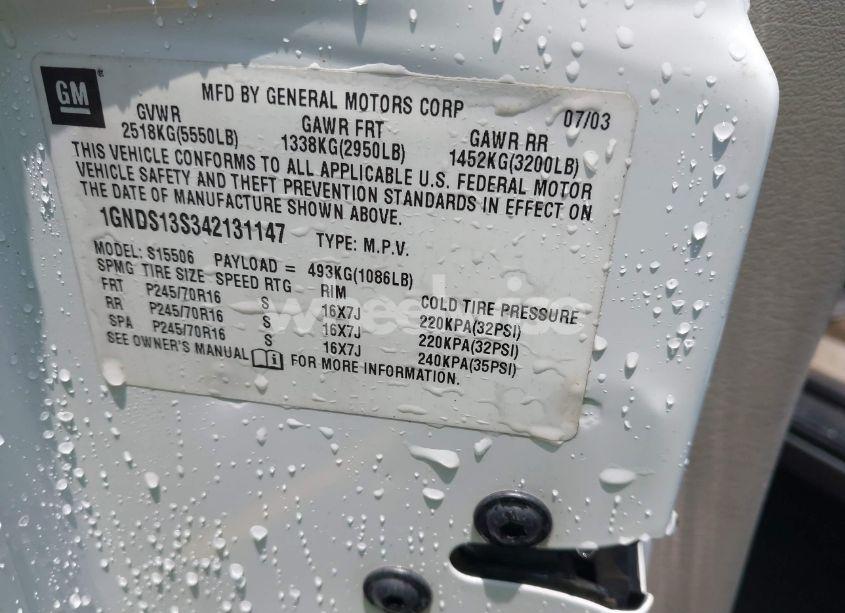 GM
MFD BY GENERAL MOTORS CORP 07/03
GVWR GAWR FRT GAWR RR
2518KG(5550LB) 1338KG(2950LB) 1452KG(3200LB)
THIS VEHICLE CONFORMS TO ALL APPLICABLE U.S. FEDERAL MOTOR
VEHICLE SAFETY AND THEFT PREVENTION STANDARDS IN EFFECT ON
THE DATE OF MANUFACTURE SHOWN ABOVE.
1GNDS13S342131147 TYPE: M.P.V.
MODEL: S15506 PAYLOAD = 493KG(1086LB)
SPMG TIRE SIZE SPEED RTG RIM COLD TIRE PRESSURE
FRT P245/70R16 S 16X7J 220KPA(32PSI)
RR P245/70R16 S 16X7J 220KPA(32PSI)
SPA P245/70R16 S 16X7J 240KPA(35PSI)
SEE OWNER'S MANUAL FOR MORE INFORMATION.